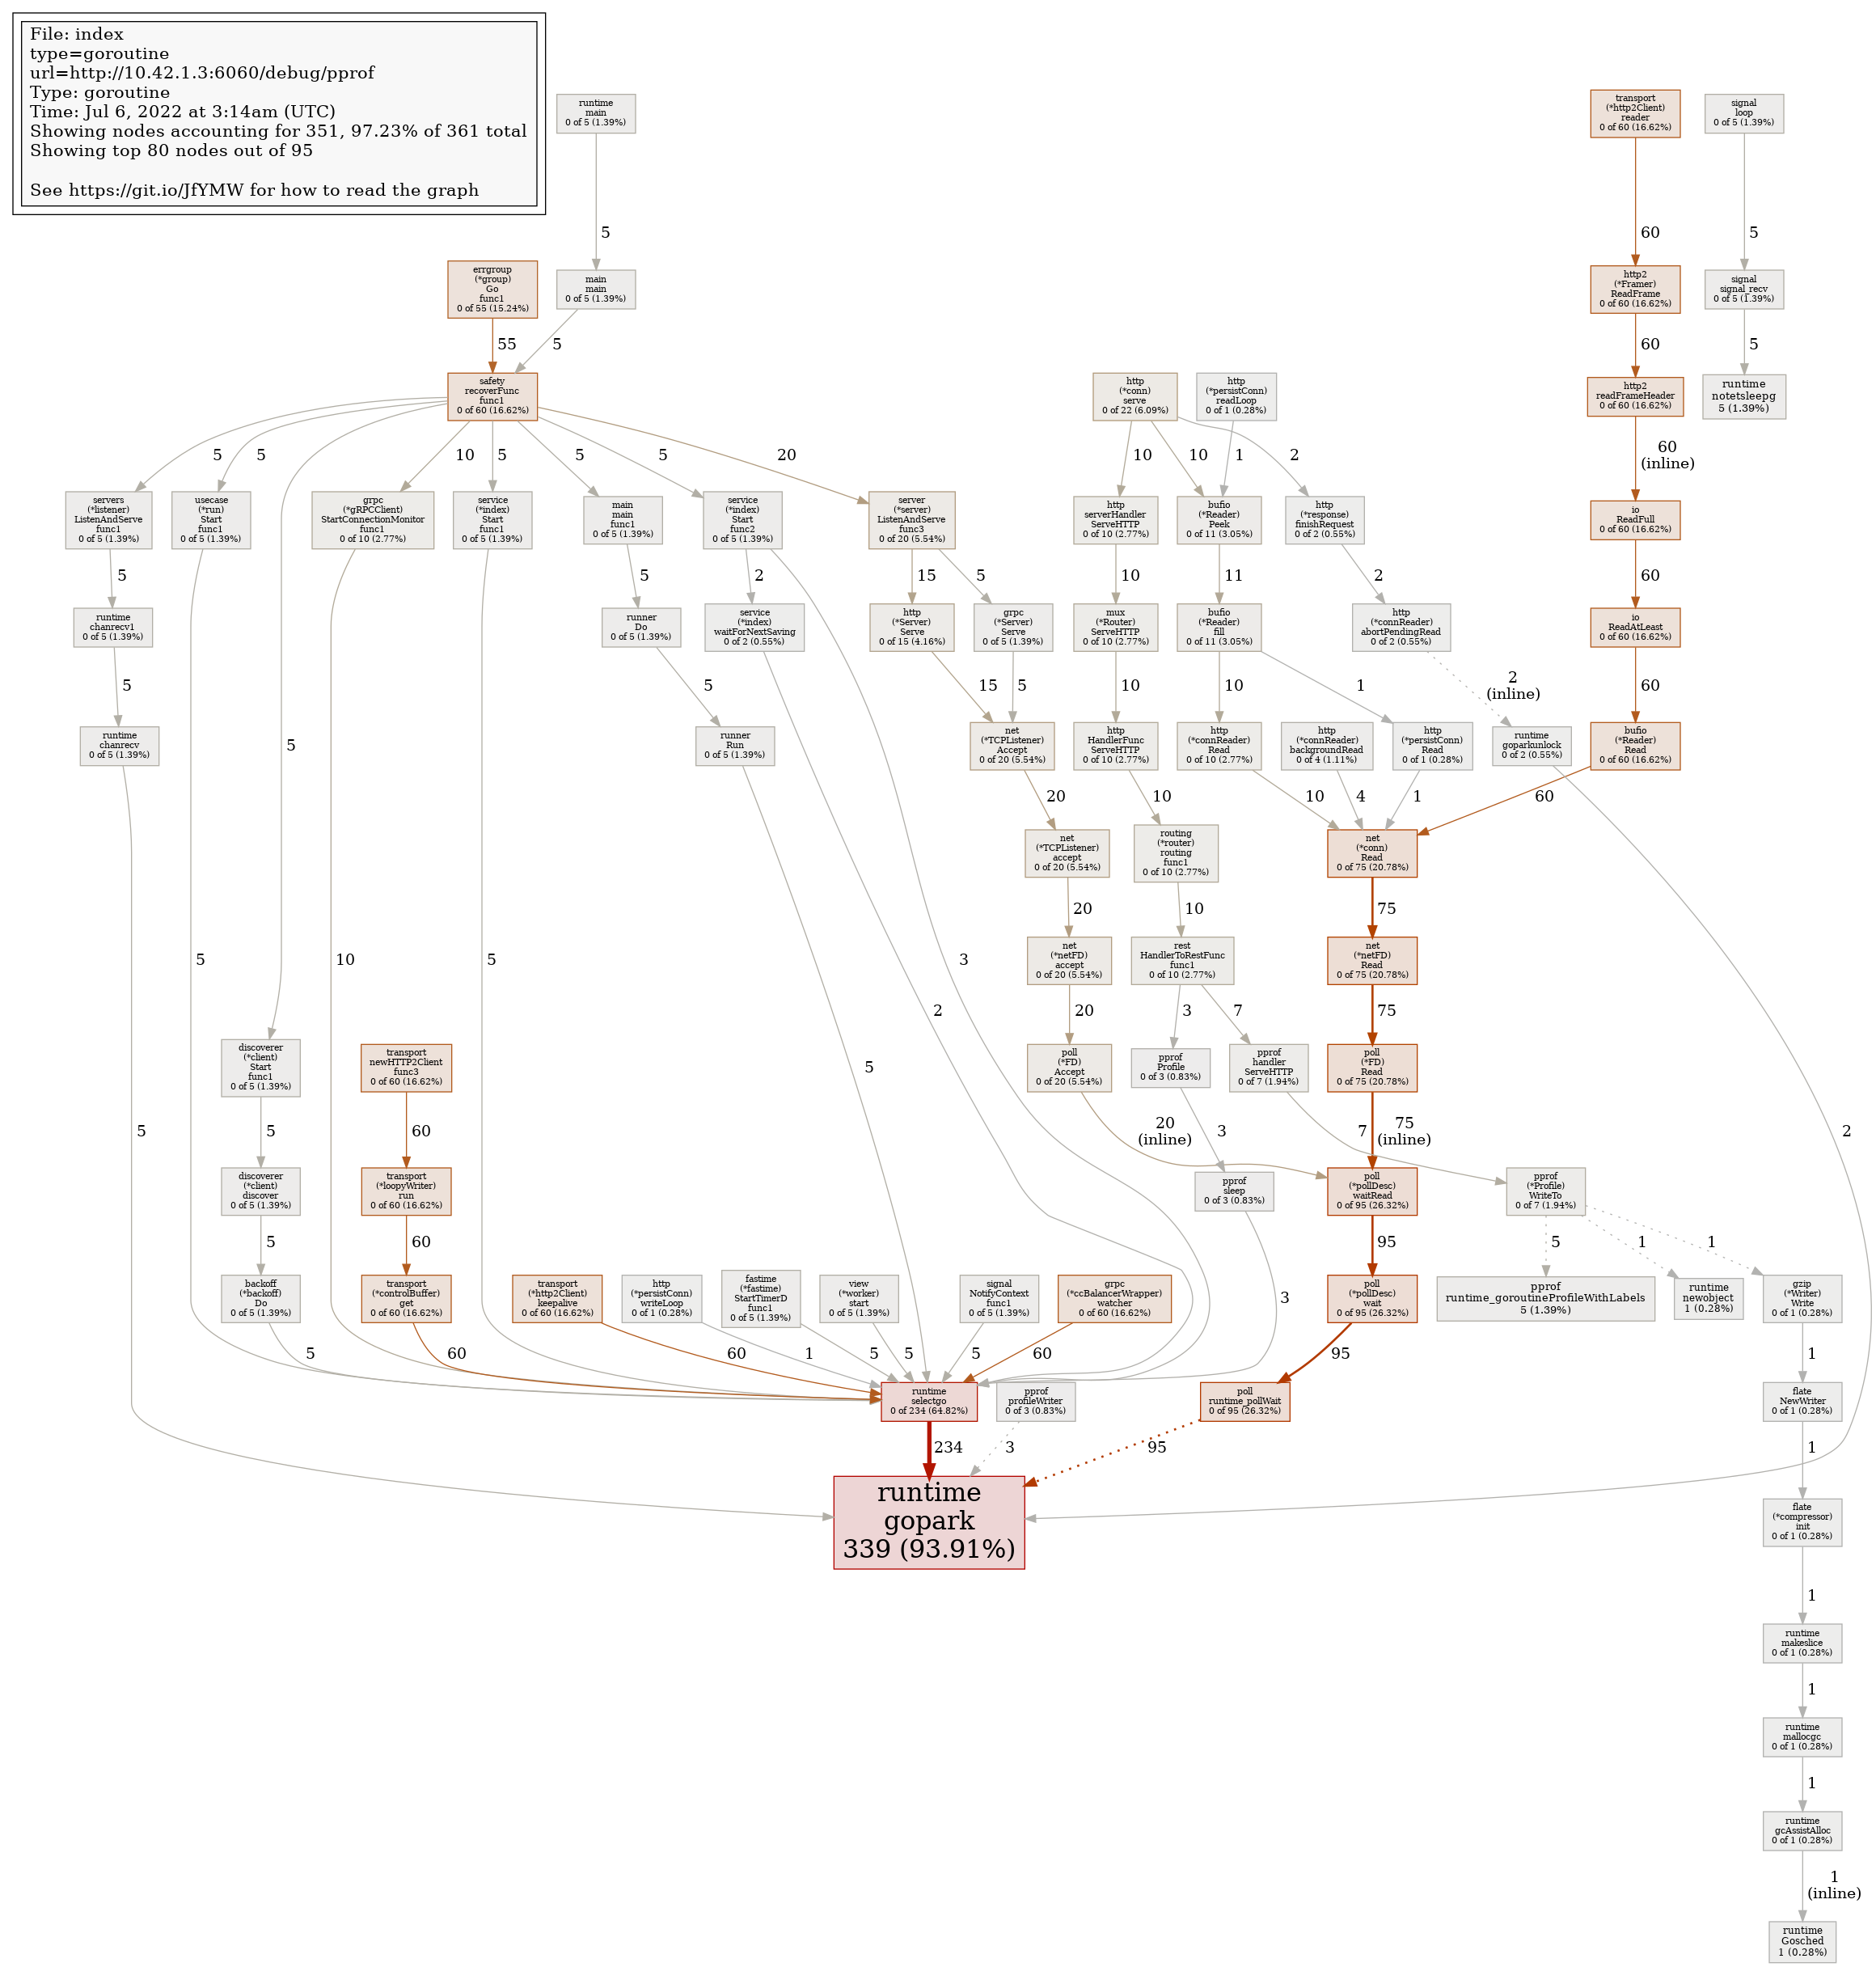 File: index
type=goroutine
url=http://10.42.1.3:6060/debug/pprof
Type: goroutine
Time: Jul 6, 2022 at 3:14am (UTC)
Showing nodes accounting for 351, 97.23% of 361 total
Showing top 80 nodes out of 95
See https://git.io/JfYMW for how to read the graph
runtime
main
0 of 5 (1.39%)
transport
(*http2Client)
reader
0 of 60 (16.62%)
signal
loop
0 of 5 (1.39%)
5
60
5
errgroup
(*group)
Go
func1
0 of 55 (15.24%)
main
main
0 of 5 (1.39%)
http2
(*Framer)
ReadFrame
0 of 60 (16.62%)
signal
signal_recv
0 of 5 (1.39%)
55
5
60
5
safety
recoverFunc
func1
0 of 60 (16.62%)
http
(*conn)
serve
0 of 22 (6.09%)
http
(*persistConn)
readLoop
0 of 1 (0.28%)
http2
readFrameHeader
0 of 60 (16.62%)
runtime
notetsleepg
5 (1.39%)
5
5
10
5
5
5
20
10
10
1
2
60
(inline)
servers
(*listener)
ListenAndServe
func1
0 of 5 (1.39%)
usecase
(*run)
Start
func1
0 of 5 (1.39%)
grpc
(*gRPCClient)
StartConnectionMonitor
func1
0 of 10 (2.77%)
service
(*index)
Start
func1
0 of 5 (1.39%)
main
main
func1
0 of 5 (1.39%)
service
(*index)
Start
func2
0 of 5 (1.39%)
server
(*server)
ListenAndServe
func3
0 of 20 (5.54%)
http
serverHandler
ServeHTTP
0 of 10 (2.77%)
bufio
(*Reader)
Peek
0 of 11 (3.05%)
http
(*response)
finishRequest
0 of 2 (0.55%)
io
ReadFull
0 of 60 (16.62%)
5
5
2
15
5
10
11
2
60
runtime
chanrecv1
0 of 5 (1.39%)
runner
Do
0 of 5 (1.39%)
service
(*index)
waitForNextSaving
0 of 2 (0.55%)
http
(*Server)
Serve
0 of 15 (4.16%)
grpc
(*Server)
Serve
0 of 5 (1.39%)
mux
(*Router)
ServeHTTP
0 of 10 (2.77%)
bufio
(*Reader)
fill
0 of 11 (3.05%)
http
(*connReader)
abortPendingRead
0 of 2 (0.55%)
io
ReadAtLeast
0 of 60 (16.62%)
5
5
15
5
10
10
1
2
(inline)
60
runtime
chanrecv
0 of 5 (1.39%)
5
runner
Run
0 of 5 (1.39%)
net
(*TCPListener)
Accept
0 of 20 (5.54%)
http
HandlerFunc
ServeHTTP
0 of 10 (2.77%)
http
(*connReader)
Read
0 of 10 (2.77%)
http
(*connReader)
backgroundRead
0 of 4 (1.11%)
http
(*persistConn)
Read
0 of 1 (0.28%)
runtime
goparkunlock
0 of 2 (0.55%)
bufio
(*Reader)
Read
0 of 60 (16.62%)
20
10
10
4
1
60
net
(*TCPListener)
accept
0 of 20 (5.54%)
routing
(*router)
routing
func1
0 of 10 (2.77%)
net
(*conn)
Read
0 of 75 (20.78%)
20
10
75
5
10
5
3
net
(*netFD)
accept
0 of 20 (5.54%)
rest
HandlerToRestFunc
func1
0 of 10 (2.77%)
net
(*netFD)
Read
0 of 75 (20.78%)
2
20
3
7
75
discoverer
(*client)
Start
func1
0 of 5 (1.39%)
transport
newHTTP2Client
func3
0 of 60 (16.62%)
5
poll
(*FD)
Accept
0 of 20 (5.54%)
pprof
Profile
0 of 3 (0.83%)
pprof
handler
ServeHTTP
0 of 7 (1.94%)
poll
(*FD)
Read
0 of 75 (20.78%)
5
5
60
20
(inline)
3
7
75
(inline)
2
discoverer
(*client)
discover
0 of 5 (1.39%)
transport
(*loopyWriter)
run
0 of 60 (16.62%)
pprof
sleep
0 of 3 (0.83%)
poll
(*pollDesc)
waitRead
0 of 95 (26.32%)
pprof
(*Profile)
WriteTo
0 of 7 (1.94%)
5
60
95
5
1
1
backoff
(*backoff)
Do
0 of 5 (1.39%)
transport
(*controlBuffer)
get
0 of 60 (16.62%)
transport
(*http2Client)
keepalive
0 of 60 (16.62%)
http
(*persistConn)
writeLoop
0 of 1 (0.28%)
fastime
(*fastime)
StartTimerD
func1
0 of 5 (1.39%)
view
(*worker)
start
0 of 5 (1.39%)
signal
NotifyContext
func1
0 of 5 (1.39%)
grpc
(*ccBalancerWrapper)
watcher
0 of 60 (16.62%)
3
poll
(*pollDesc)
wait
0 of 95 (26.32%)
pprof
runtime_goroutineProfileWithLabels
5 (1.39%)
runtime
newobject
1 (0.28%)
gzip
(*Writer)
Write
0 of 1 (0.28%)
5
60
60
1
5
5
5
60
95
1
runtime
selectgo
0 of 234 (64.82%)
pprof
profileWriter
0 of 3 (0.83%)
poll
runtime_pollWait
0 of 95 (26.32%)
flate
NewWriter
0 of 1 (0.28%)
234
3
95
1
runtime
gopark
339 (93.91%)
flate
(*compressor)
init
0 of 1 (0.28%)
1
runtime
makeslice
0 of 1 (0.28%)
1
runtime
mallocgc
0 of 1 (0.28%)
1
runtime
gcAssistAlloc
0 of 1 (0.28%)
1
(inline)
runtime
Gosched
1 (0.28%)